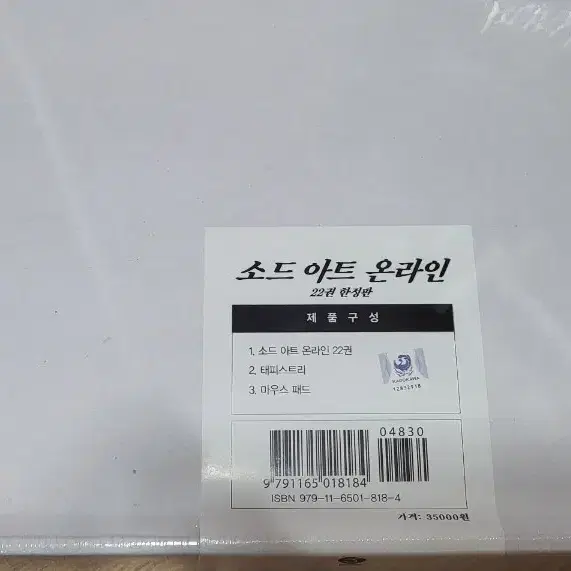 소드 아트 온라인
22권 한정판
제품구성
1. 소드 아트 온라인 22권
2. 태피스트리
3. 마우스 패드
KADOKAWA
04830
9 791165 018184
ISBN 979-11-6501-818-4
가격: 35000원